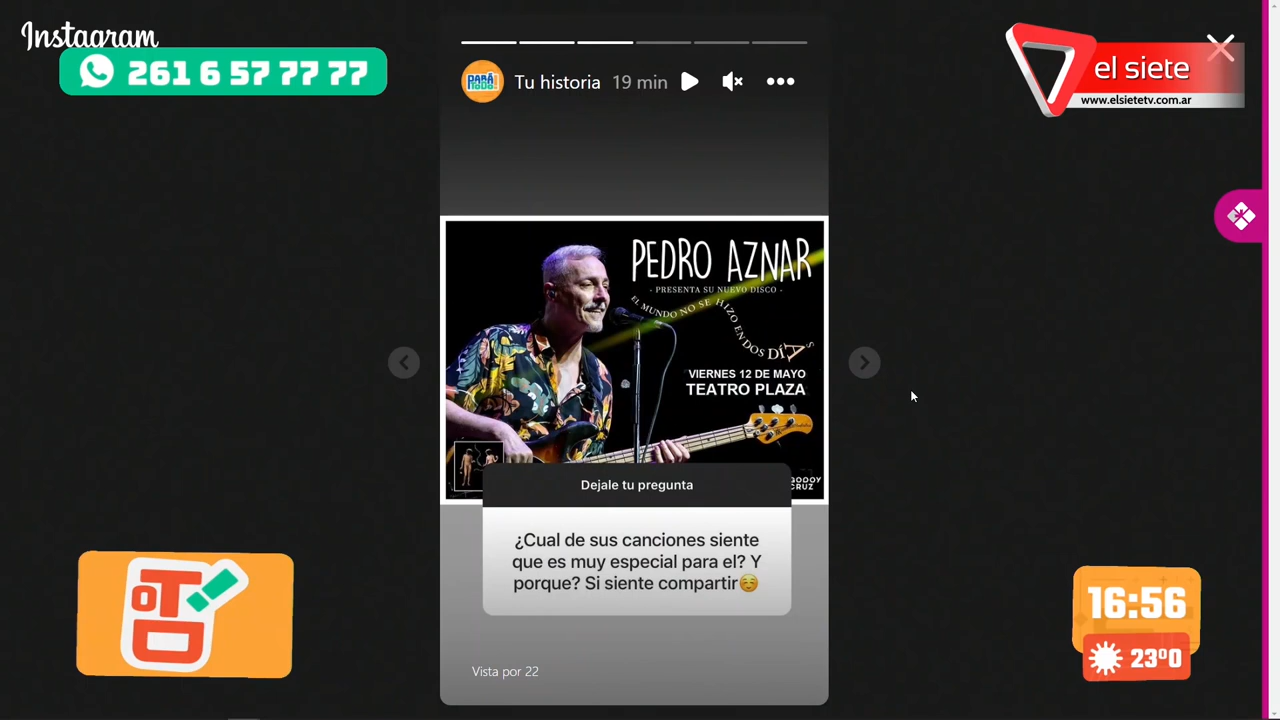 Instagram
261 6 57 77 77
Tu historia 19 min
el siete
www.elsietetv.com.ar
PEDRO AZNAR
- PRESENTA SU NUEVO DISCO -
EL MUNDO NO SE HIZO EN DOS DÍAS
VIERNES 12 DE MAYO
TEATRO PLAZA
GODOY
CRUZ
Dejale tu pregunta
¿Cual de sus canciones siente
que es muy especial para el? Y
porque? Si siente compartir☺️
Vista por 22
16:56
23º0